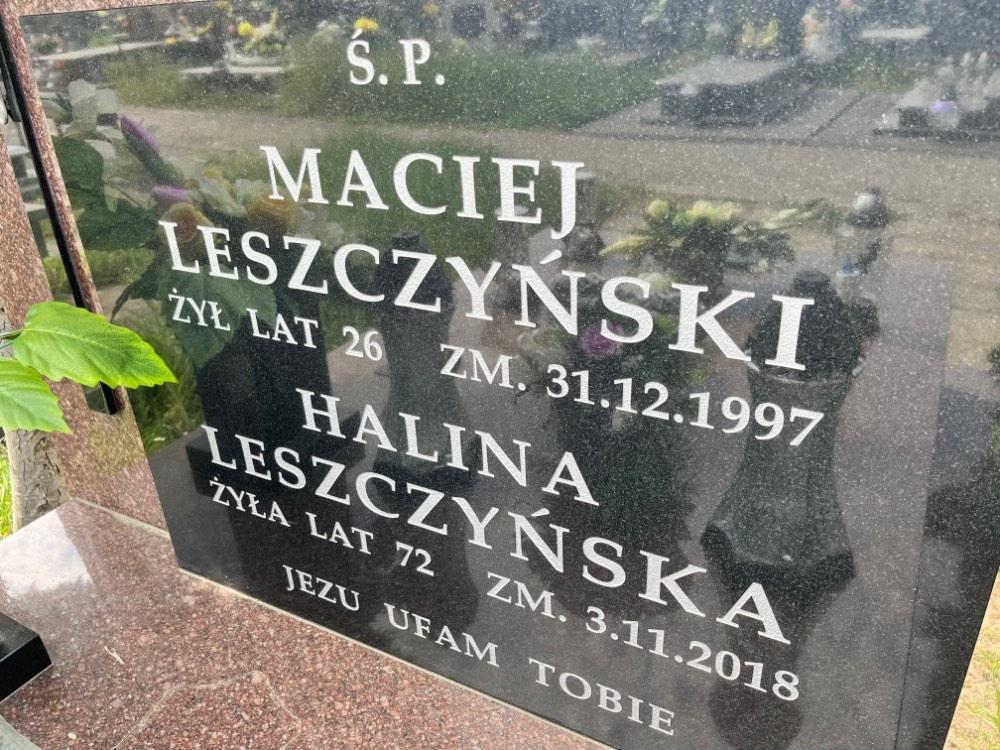 Ś.P.
MACIEJ
LESZCZYŃSKI
ŻYŁ LAT 26 ZM. 31.12.1997
HALINA
LESZCZYŃSKA
ŻYŁA LAT 72 ZM. 3.11.2018
JEZU UFAM TOBIE